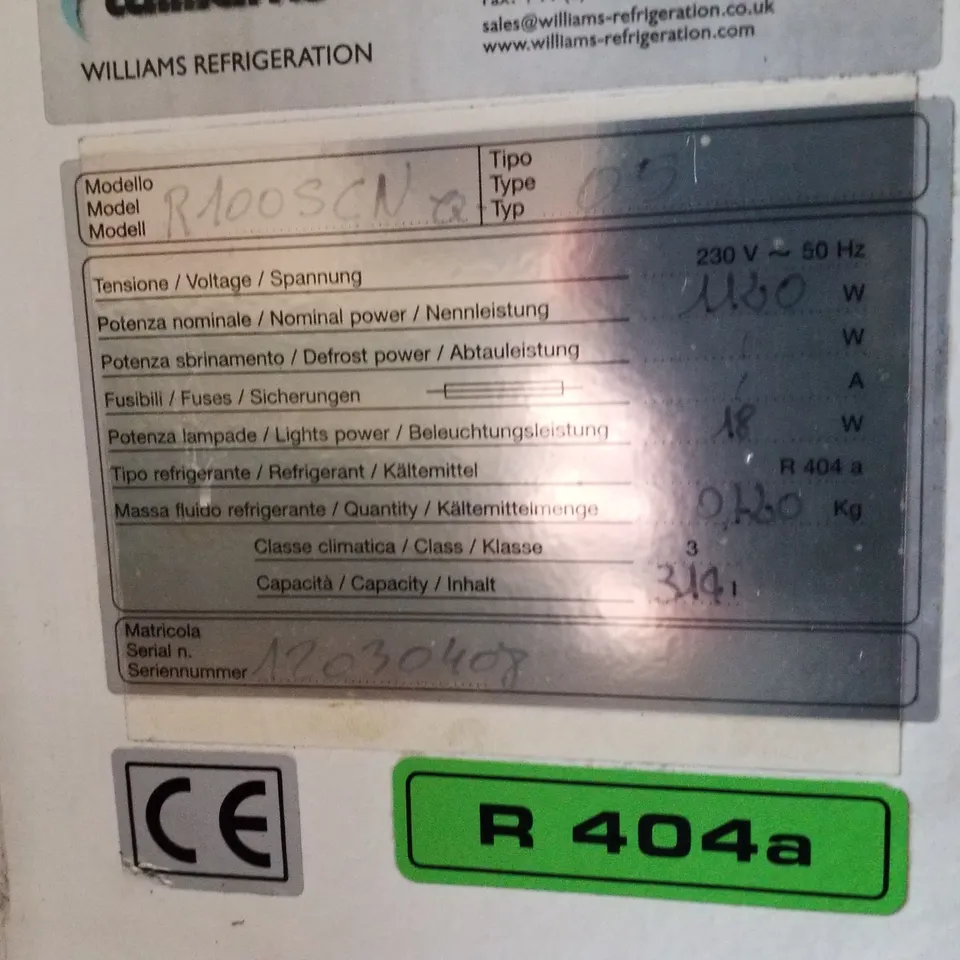 WILLIAMS REFRIGERATION
sales@williams-refrigeration.co.uk
www.williams-refrigeration.com
Modello
Model
Modell
R100SCN
Tipo
Type
Typ
Tensione / Voltage / Spannung 230 V ~ 50 Hz
Potenza nominale / Nominal power / Nennleistung W
Potenza sbrinamento / Defrost power / Abtauleistung W
Fusibili / Fuses / Sicherungen A
Potenza lampade / Lights power / Beleuchtungsleistung 18 W
Tipo refrigerante / Refrigerant / Kältemittel R 404 a
Massa fluido refrigerante / Quantity / Kältemittelmenge Kg
Classe climatica / Class / Klasse 3
Capacità / Capacity / Inhalt 314 l
Matricola
Serial n.
Seriennummer 12030408
CE
R 404a